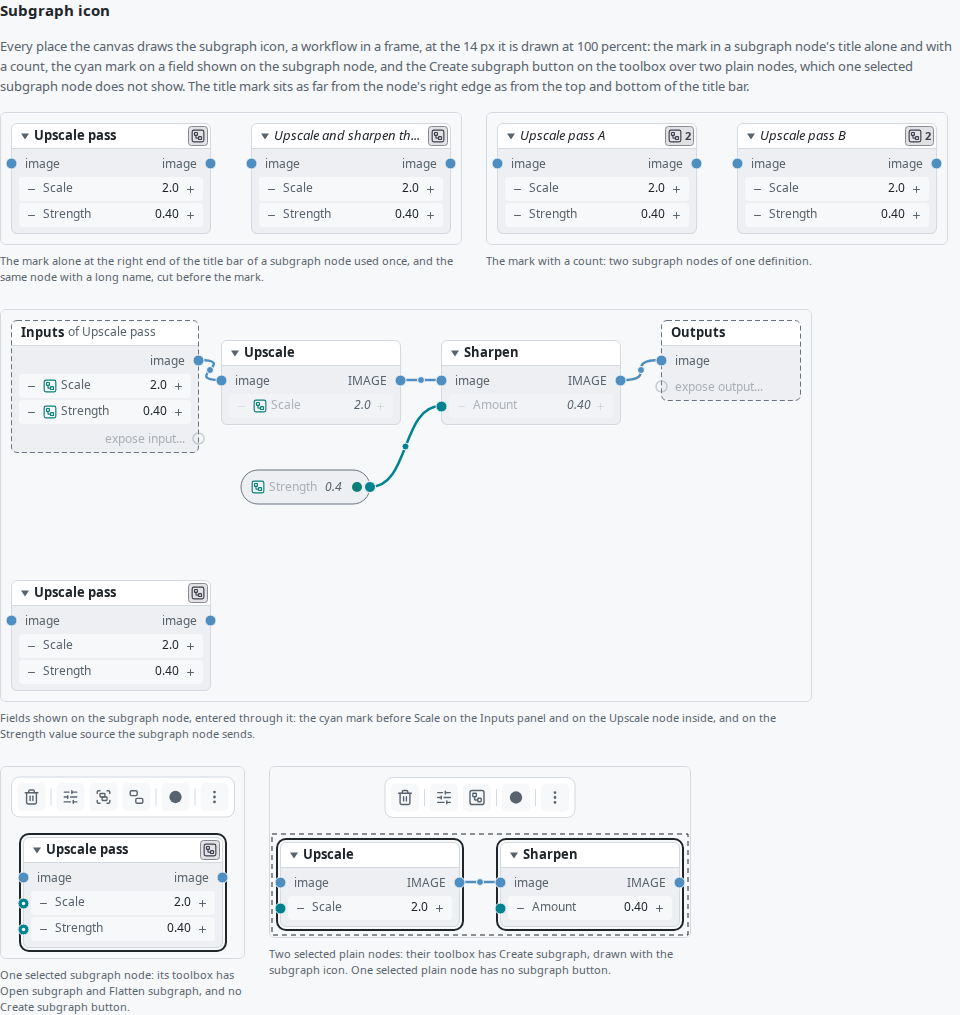 Subgraph icon
Every place the canvas draws the subgraph icon, a workflow in a frame, at the 14 px it is drawn at 100 percent: the mark in a subgraph node's title alone and with
a count, the cyan mark on a field shown on the subgraph node, and the Create subgraph button on the toolbox over two plain nodes, which one selected
subgraph node does not show. The title mark sits as far from the node's right edge as from the top and bottom of the title bar.
Upscale pass
image image
− Scale 2.0 +
− Strength 0.40 +
Upscale and sharpen th...
image image
− Scale 2.0 +
− Strength 0.40 +
Upscale pass A 2
image image
− Scale 2.0 +
− Strength 0.40 +
Upscale pass B 2
image image
− Scale 2.0 +
− Strength 0.40 +
The mark alone at the right end of the title bar of a subgraph node used once, and the
same node with a long name, cut before the mark.
The mark with a count: two subgraph nodes of one definition.
Inputs of Upscale pass
image
− Scale 2.0 +
− Strength 0.40 +
expose input...
Upscale
image IMAGE
− Scale 2.0 +
Sharpen
image IMAGE
− Amount 0.40 +
Outputs
image
expose output...
Strength 0.4
Upscale pass
image image
− Scale 2.0 +
− Strength 0.40 +
Fields shown on the subgraph node, entered through it: the cyan mark before Scale on the Inputs panel and on the Upscale node inside, and on the
Strength value source the subgraph node sends.
Upscale pass
image image
− Scale 2.0 +
− Strength 0.40 +
One selected subgraph node: its toolbox has
Open subgraph and Flatten subgraph, and no
Create subgraph button.
Upscale
image IMAGE
− Scale 2.0 +
Sharpen
image IMAGE
− Amount 0.40 +
Two selected plain nodes: their toolbox has Create subgraph, drawn with the
subgraph icon. One selected plain node has no subgraph button.